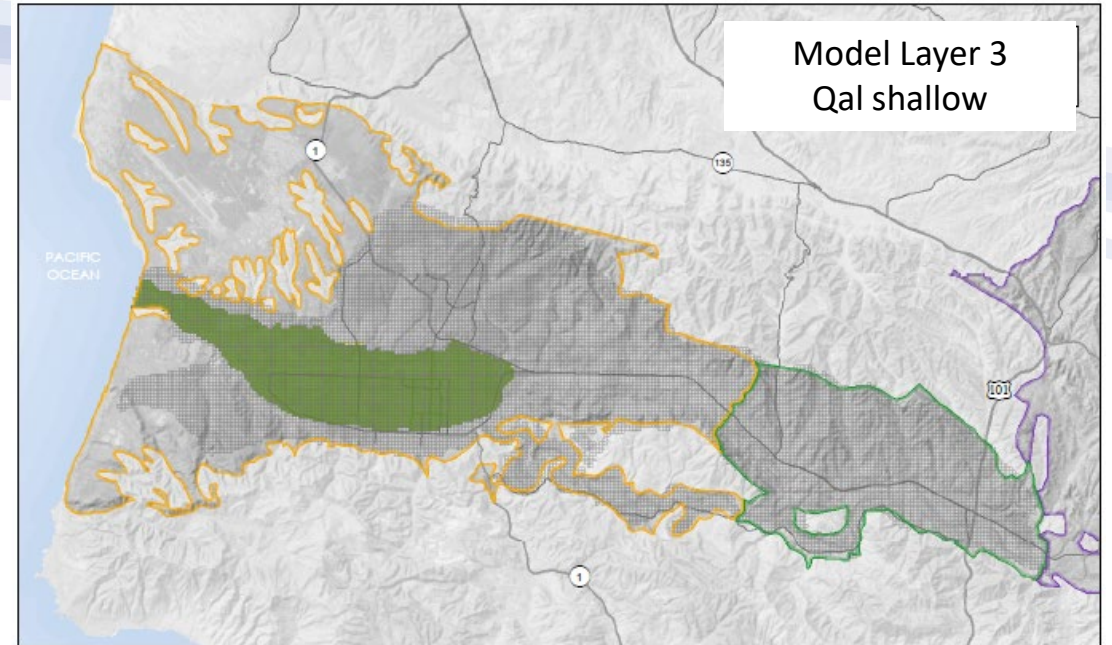 Model Layer 3
Qal shallow
1
135
PACIFIC
OCEAN
101
1